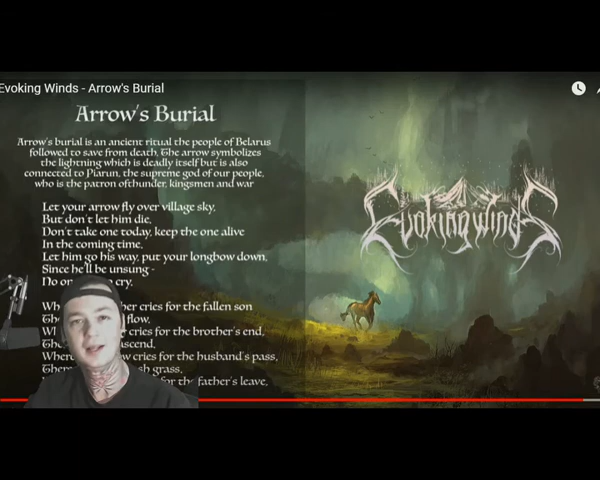 Evoking Winds - Arrow's Burial
Arrow's Burial
Arrow's burial is an ancient ritual the people of Belarus
followed to save from death. The arrow symbolizes
the lightning which is deadly itself but is also
connected to Piarun, the supreme god of our people,
who is the patron ofthunder, kingsmen and war
Let your arrow fly over village sky,
But don't let him die,
Don't take one today, keep the one alive
In the coming time,
Let him go his way, put your longbow down,
Since he'll be unsung -
cry.
cries for the fallen son
flow,
cries for the brother's end,
cries for the husband's pass,
grass,
for the father's leave,
Evoking Winds